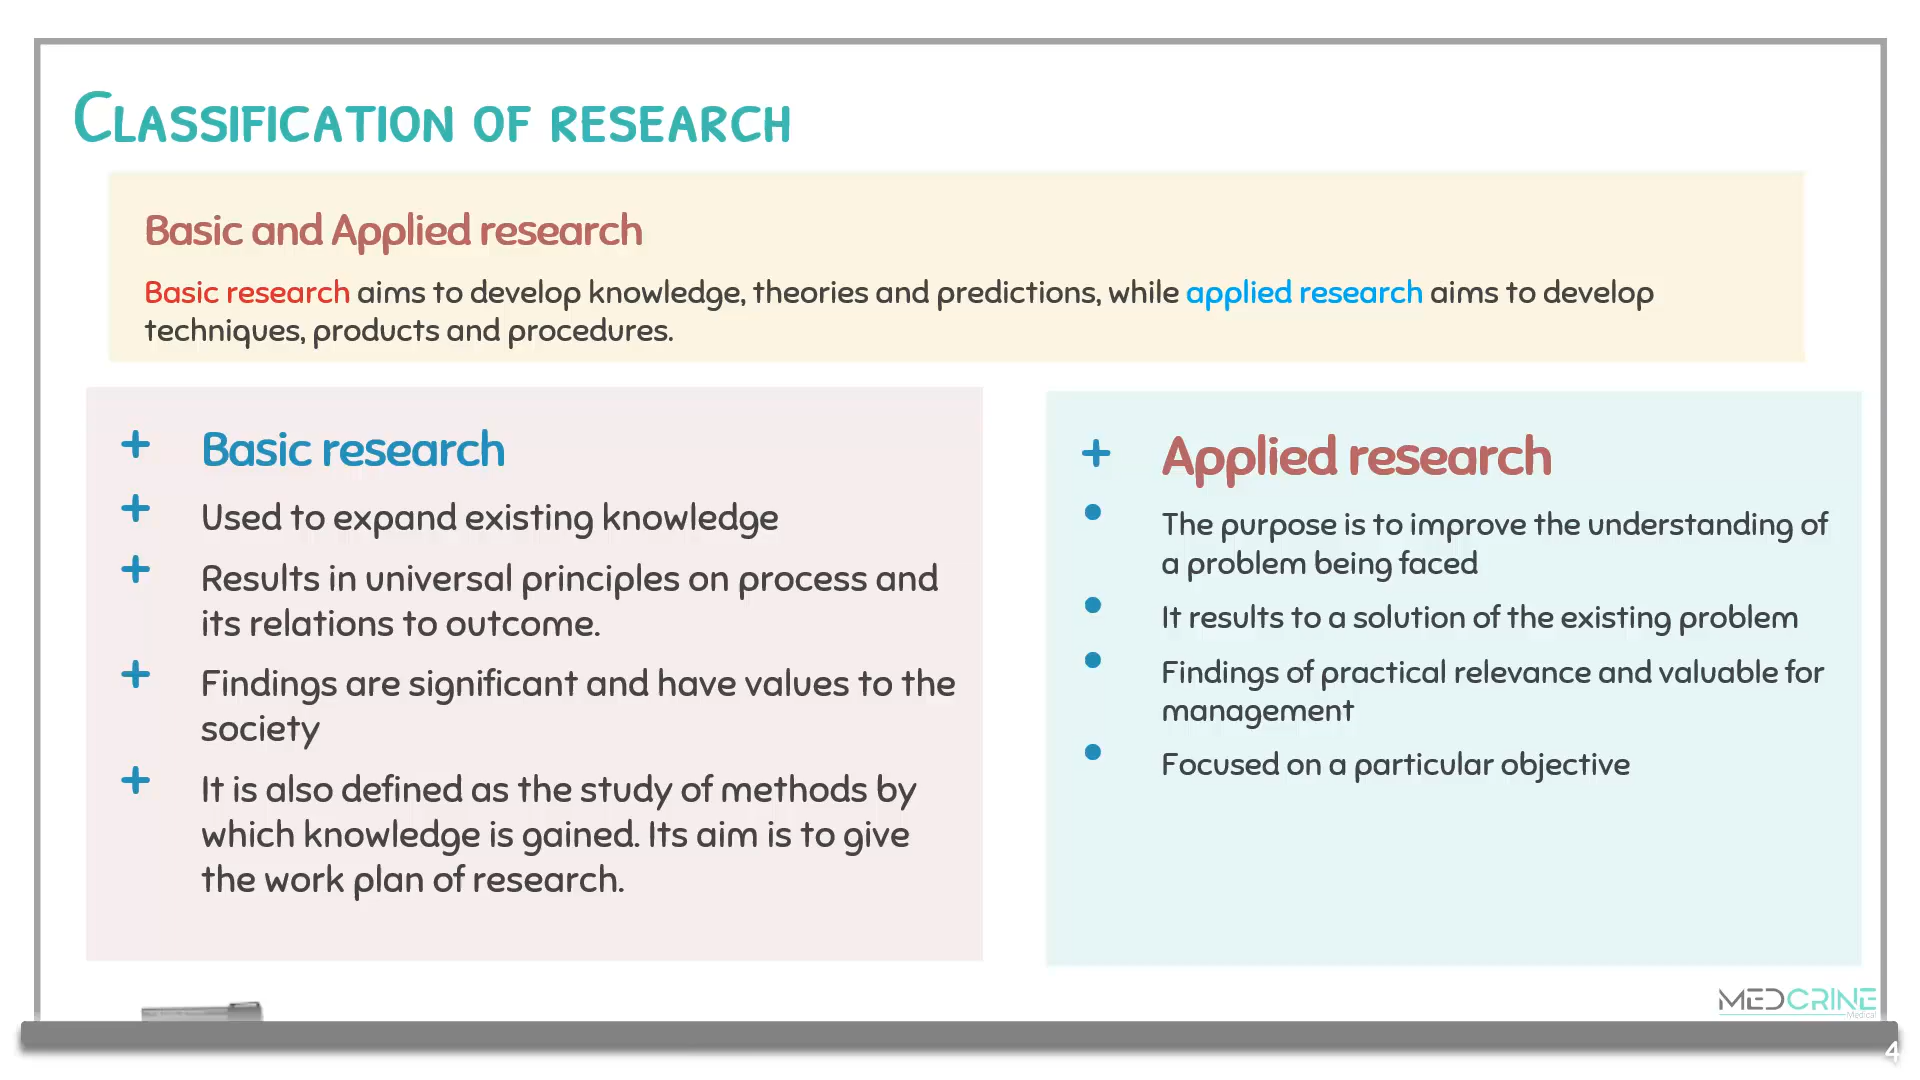 Classification of research
Basic and Applied research
Basic research aims to develop knowledge, theories and predictions, while applied research aims to develop
techniques, products and procedures.
+ Basic research
+ Used to expand existing knowledge
+ Results in universal principles on process and
its relations to outcome.
+ Findings are significant and have values to the
society
+ It is also defined as the study of methods by
which knowledge is gained. Its aim is to give
the work plan of research.
+ Applied research
• The purpose is to improve the understanding of
a problem being faced
• It results to a solution of the existing problem
• Findings of practical relevance and valuable for
management
• Focused on a particular objective
MEDCRINE
Medical
4